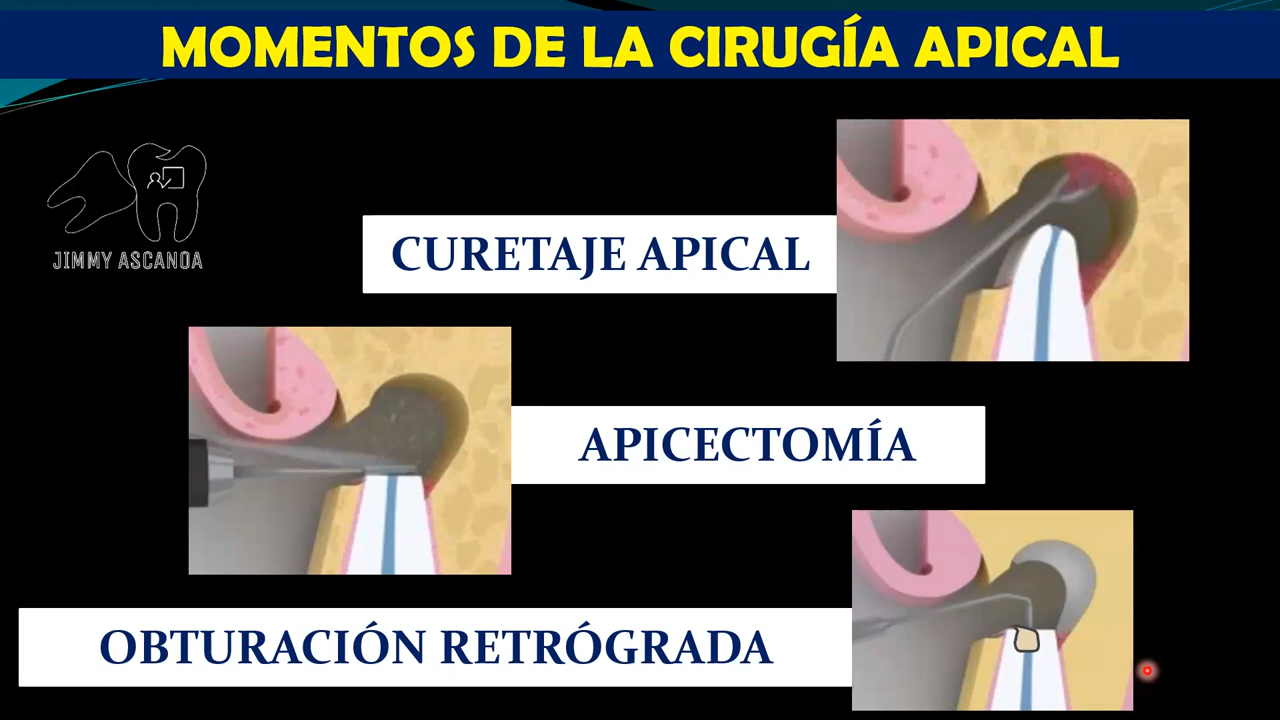 MOMENTOS DE LA CIRUGÍA APICAL
JIMMY ASCANOA
CURETAJE APICAL
APICECTOMÍA
OBTURACIÓN RETRÓGRADA